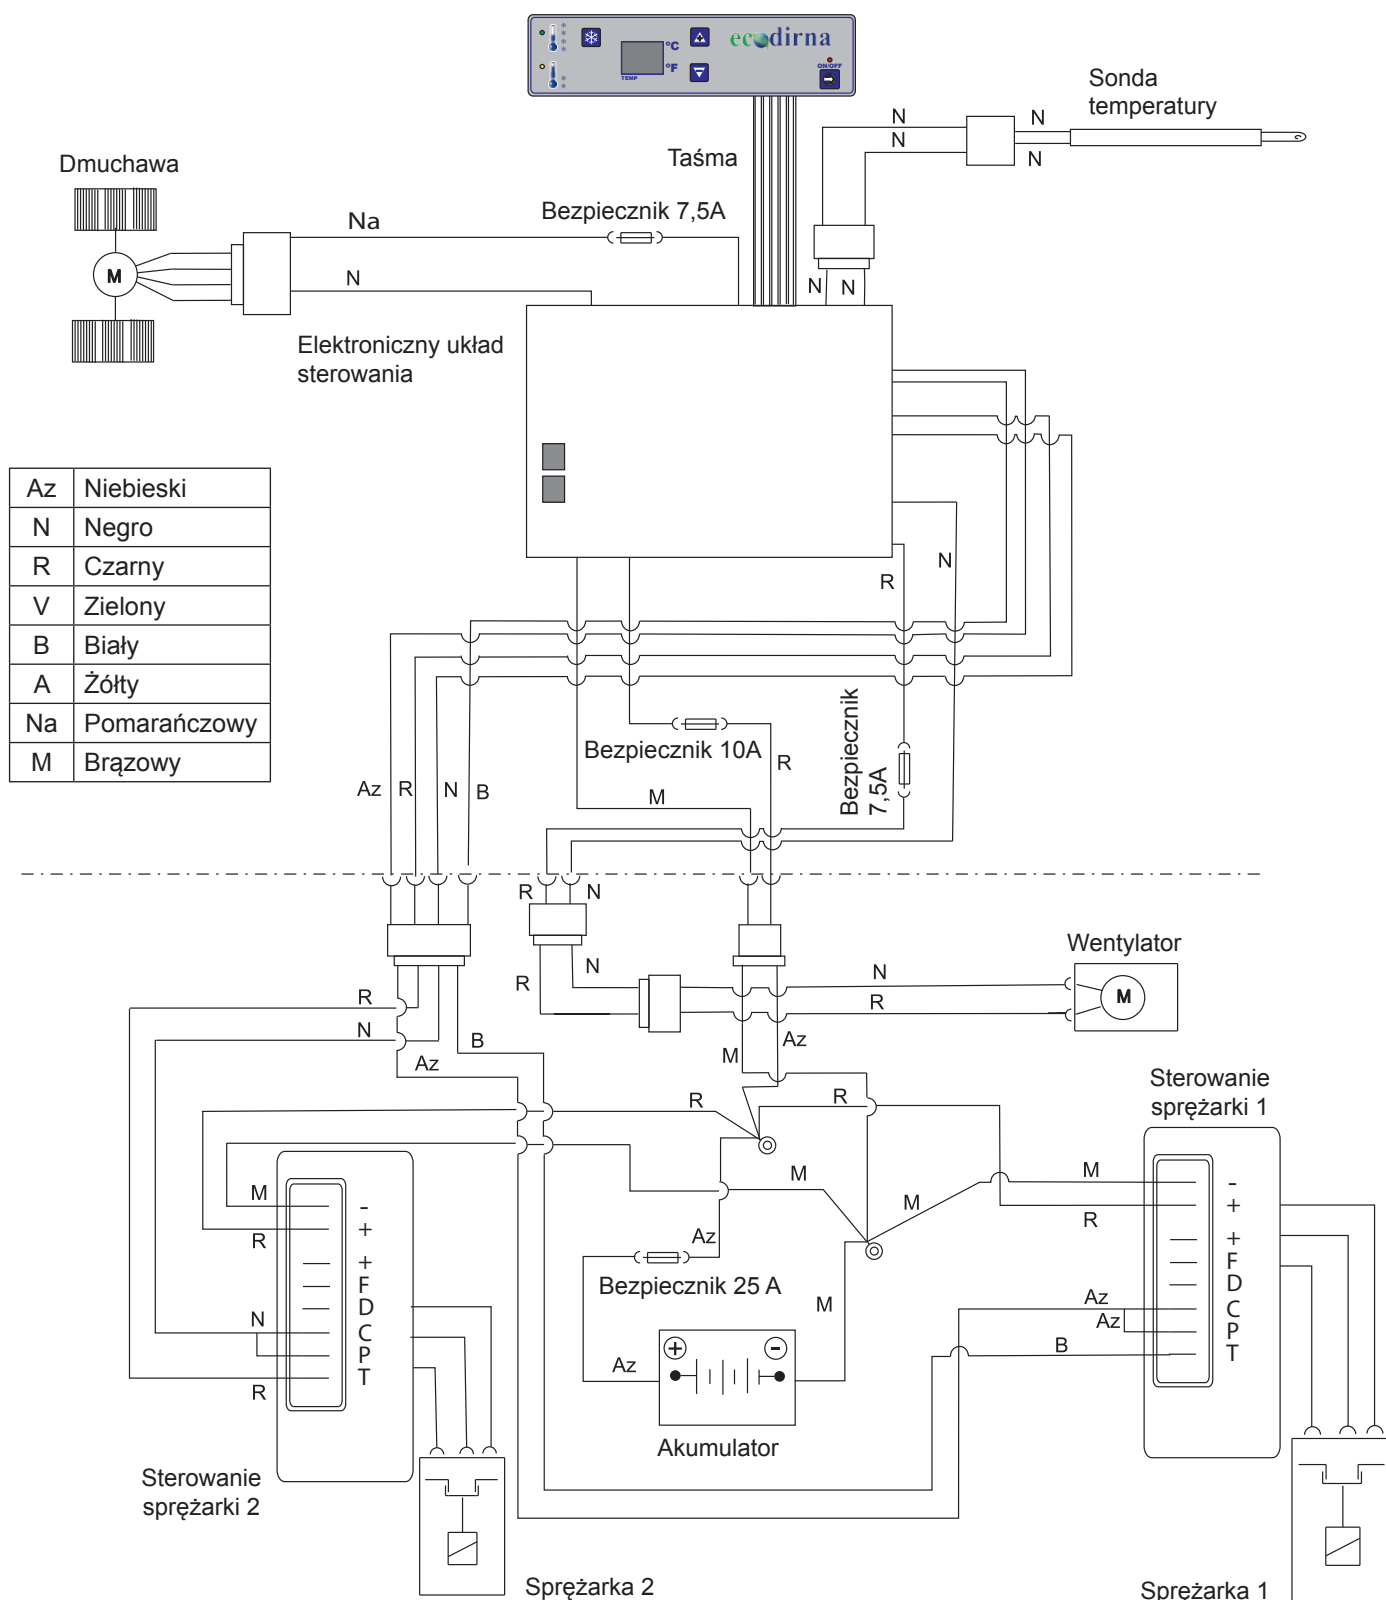 °C
°F
TEMP
ecodirna
ON/OFF
Sonda
temperatury
N
N
N
N
Taśma
Dmuchawa
Bezpiecznik 7,5A
Na
M
N
N
N
Elektroniczny układ
sterowania
Az Niebieski
N Negro
R Czarny
V Zielony
B Biały
A Żółty
Na Pomarańczowy
M Brązowy
N
R
Bezpiecznik 10A
R
Bezpiecznik
7,5A
Az
R
N
B
M
R
N
Wentylator
N
R
N
R
M
R
N
B
Az
M
Az
Sterowanie
sprężarki 1
R
R
M
M
M
R
-
+
+
F
D
C
P
T
M
R
-
+
+
F
D
C
P
T
N
R
Az
Bezpiecznik 25 A
M
Az
Az
Az
B
+
-
Akumulator
Sterowanie
sprężarki 2
Sprężarka 2
Sprężarka 1